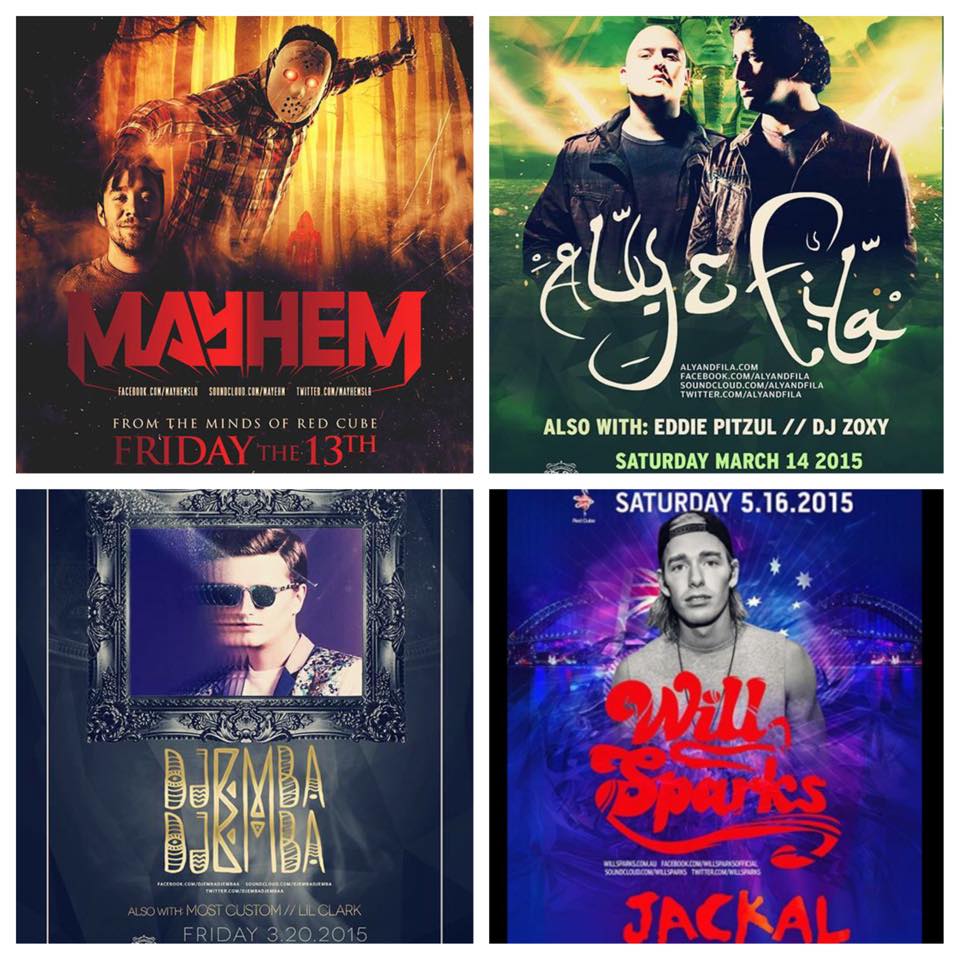 MAYHEM
FACEBOOK.COM/MAYHEMSLB SOUNDCLOUD.COM/MAYEHM TWITTER.COM/MAYHEMSLB
FROM THE MINDS OF RED CUBE
FRIDAY THE 13TH
aly & Fila
ALYANDFILA.COM
FACEBOOK.COM/ALYANDFILA
SOUNDCLOUD.COM/ALYANDFILA
TWITTER.COM/ALYANDFILA
ALSO WITH: EDDIE PITZUL // DJ ZOXY
SATURDAY MARCH 14 2015
DJEMBA
DJEMBA
FACEBOOK.COM/DJEMBADJEMBAA SOUNDCLOUD.COM/DJEMBADJEMBA
TWITTER.COM/DJEMBADJEMBAA
ALSO WITH: MOST CUSTOM // LIL CLARK
FRIDAY 3.20.2015
SATURDAY 5.16.2015
Red Cube
Will
Sparks
WILLSPARKS.COM.AU FACEBOOK.COM/WILLSPARKSOFFICIAL
SOUNDCLOUD.COM/WILLSPARKS TWITTER.COM/WILLSPARKS
JACKAL